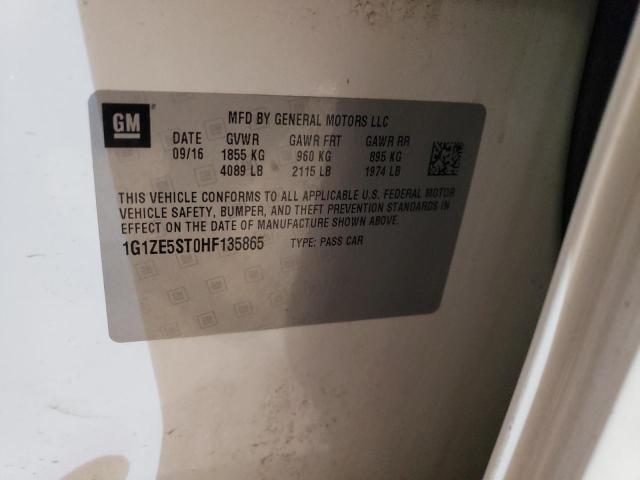 GM
MFD BY GENERAL MOTORS LLC
DATE GVWR GAWR FRT GAWR RR
09/16 1855 KG 960 KG 895 KG
4089 LB 2115 LB 1974 LB
THIS VEHICLE CONFORMS TO ALL APPLICABLE U.S. FEDERAL MOTOR
VEHICLE SAFETY, BUMPER, AND THEFT PREVENTION STANDARDS IN
EFFECT ON THE DATE OF MANUFACTURE SHOWN ABOVE.
1G1ZE5ST0HF135865 TYPE: PASS CAR